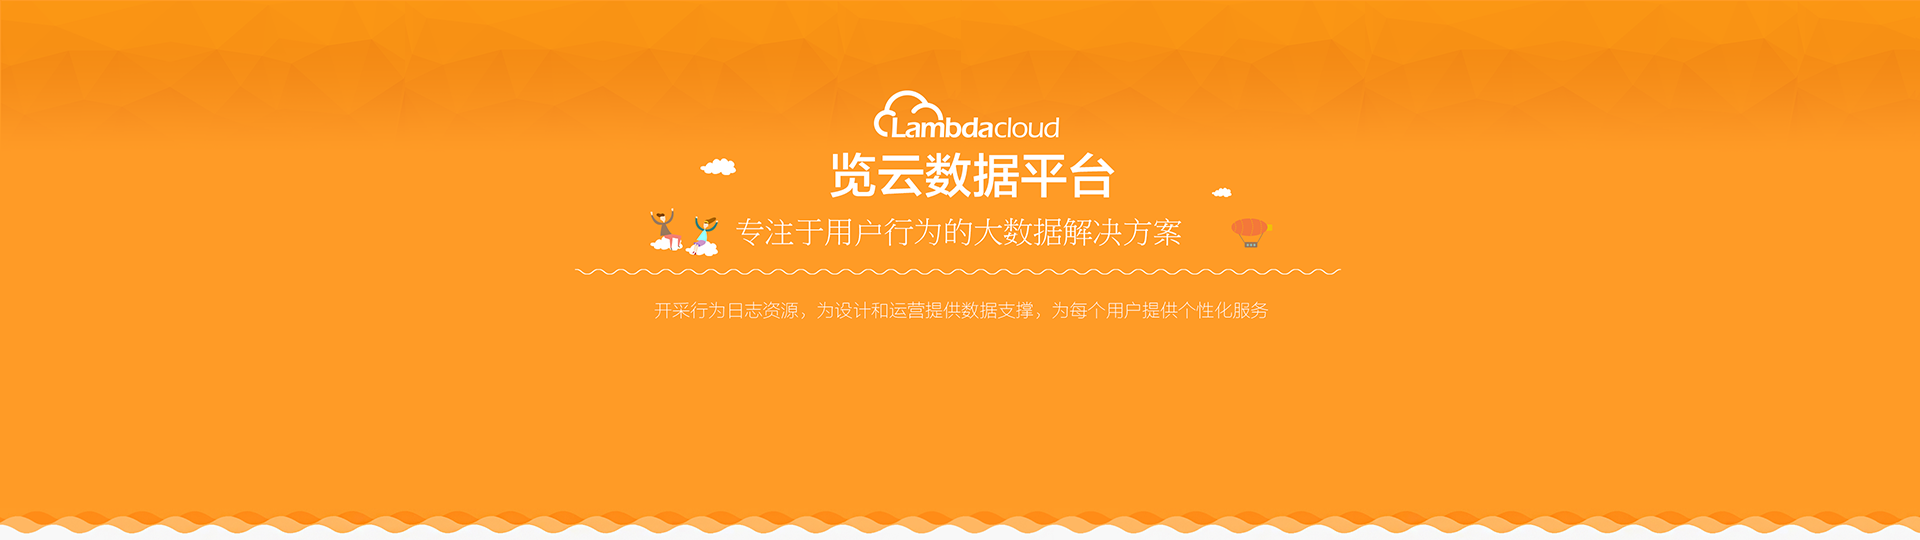 Lambdacloud
览云数据平台
专注于用户行为的大数据解决方案
开采行为日志资源，为设计和运营提供数据支撑，为每个用户提供个性化服务